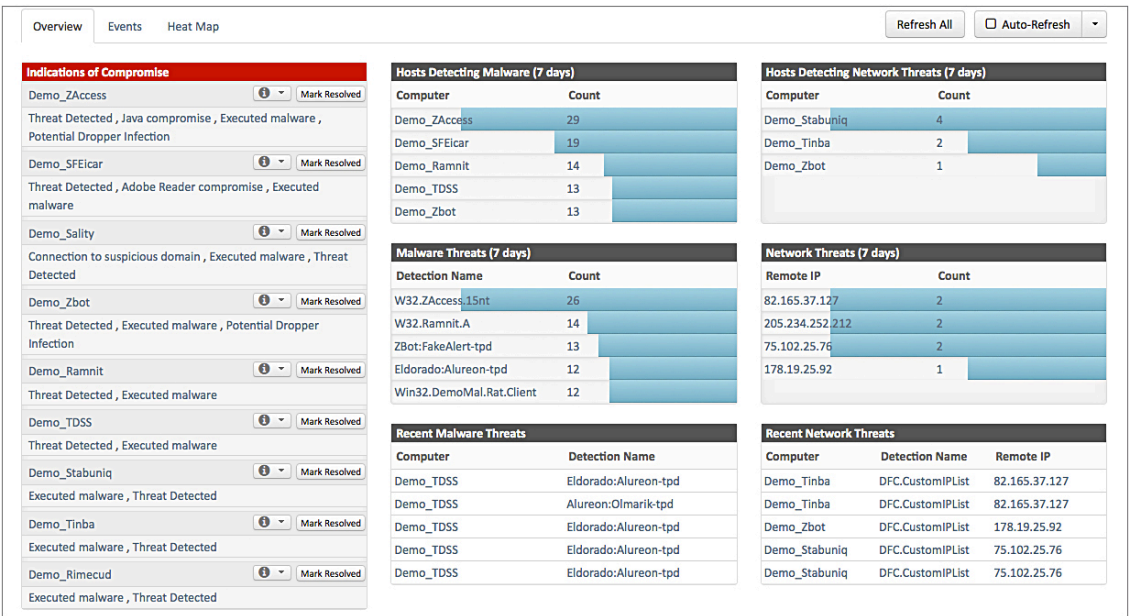 Overview Events Heat Map Refresh All Auto-Refresh
Indications of Compromise
Demo_ZAccess Mark Resolved
Threat Detected , Java compromise , Executed malware ,
Potential Dropper Infection
Demo_SFEicar Mark Resolved
Threat Detected , Adobe Reader compromise , Executed
malware
Demo_Sality Mark Resolved
Connection to suspicious domain , Executed malware , Threat
Detected
Demo_Zbot Mark Resolved
Threat Detected , Executed malware , Potential Dropper
Infection
Demo_Ramnit Mark Resolved
Threat Detected , Executed malware
Demo_TDSS Mark Resolved
Threat Detected , Executed malware
Demo_Stabuniq Mark Resolved
Executed malware , Threat Detected
Demo_Tinba Mark Resolved
Executed malware , Threat Detected
Demo_Rimecud Mark Resolved
Executed malware , Threat Detected
Hosts Detecting Malware (7 days)
Computer Count
Demo_ZAccess 29
Demo_SFEicar 19
Demo_Ramnit 14
Demo_TDSS 13
Demo_Zbot 13
Malware Threats (7 days)
Detection Name Count
W32.ZAccess.15nt 26
W32.Ramnit.A 14
ZBot:FakeAlert-tpd 13
Eldorado:Alureon-tpd 12
Win32.DemoMal.Rat.Client 12
Recent Malware Threats
Computer Detection Name
Demo_TDSS Eldorado:Alureon-tpd
Demo_TDSS Alureon:Olmarik-tpd
Demo_TDSS Eldorado:Alureon-tpd
Demo_TDSS Eldorado:Alureon-tpd
Demo_TDSS Eldorado:Alureon-tpd
Hosts Detecting Network Threats (7 days)
Computer Count
Demo_Stabuniq 4
Demo_Tinba 2
Demo_Zbot 1
Network Threats (7 days)
Remote IP Count
82.165.37.127 2
205.234.252.212 2
75.102.25.76 2
178.19.25.92 1
Recent Network Threats
Computer Detection Name Remote IP
Demo_Tinba DFC.CustomIPList 82.165.37.127
Demo_Tinba DFC.CustomIPList 82.165.37.127
Demo_Zbot DFC.CustomIPList 178.19.25.92
Demo_Stabuniq DFC.CustomIPList 75.102.25.76
Demo_Stabuniq DFC.CustomIPList 75.102.25.76